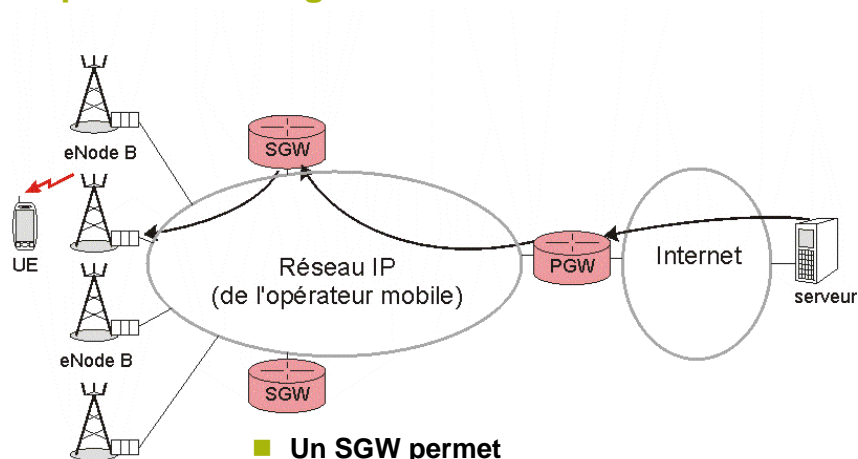 eNode B
SGW
UE
Réseau IP
(de l'opérateur mobile)
PGW
Internet
serveur
eNode B
SGW
Un SGW permet